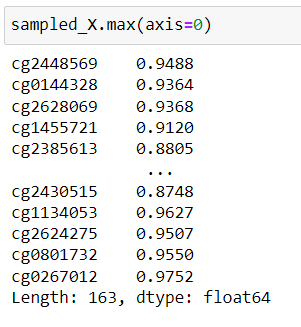 sampled_X.max(axis=0)
cg2448569    0.9488
cg0144328    0.9364
cg2628069    0.9368
cg1455721    0.9120
cg2385613    0.8805
...
cg2430515    0.8748
cg1134053    0.9627
cg2624275    0.9507
cg0801732    0.9550
cg0267012    0.9752
Length: 163, dtype: float64